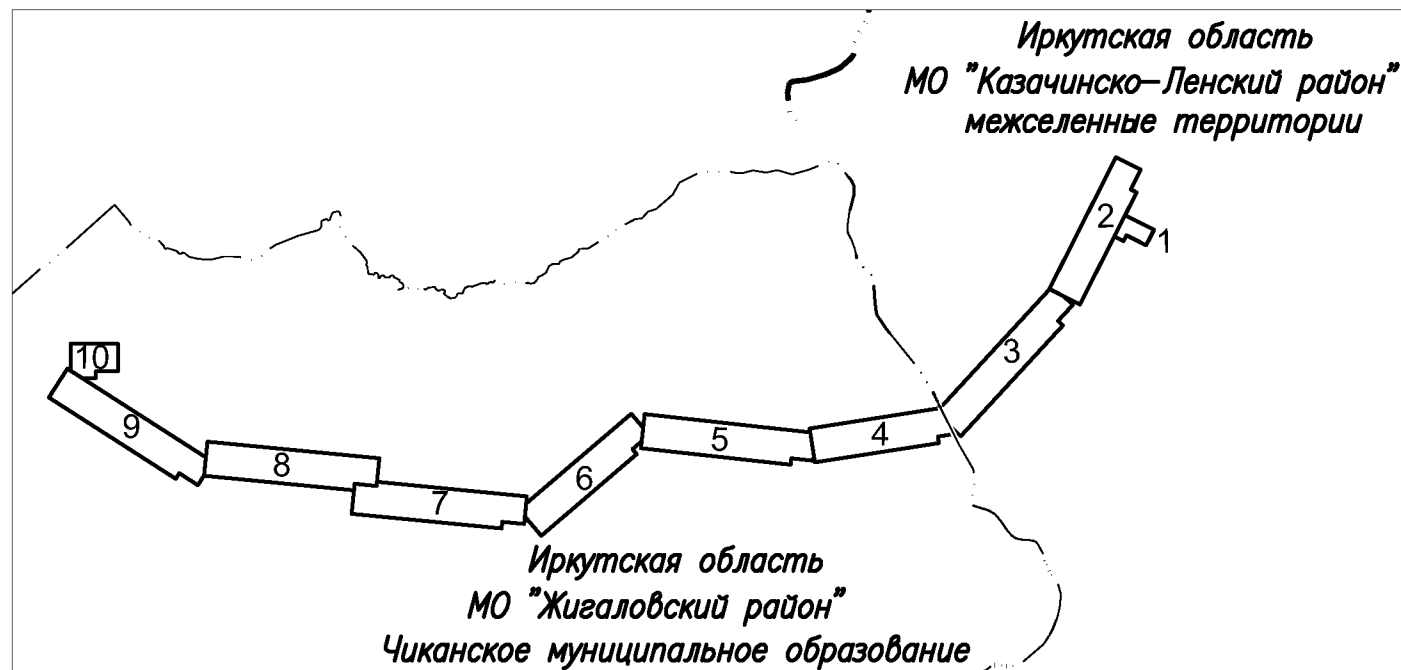 Иркутская область
МО "Казачинско-Ленский район"
межселенные территории
2
1
3
10
9
8
7
6
5
4
Иркутская область
МО "Жигаловский район"
Чиканское муниципальное образование